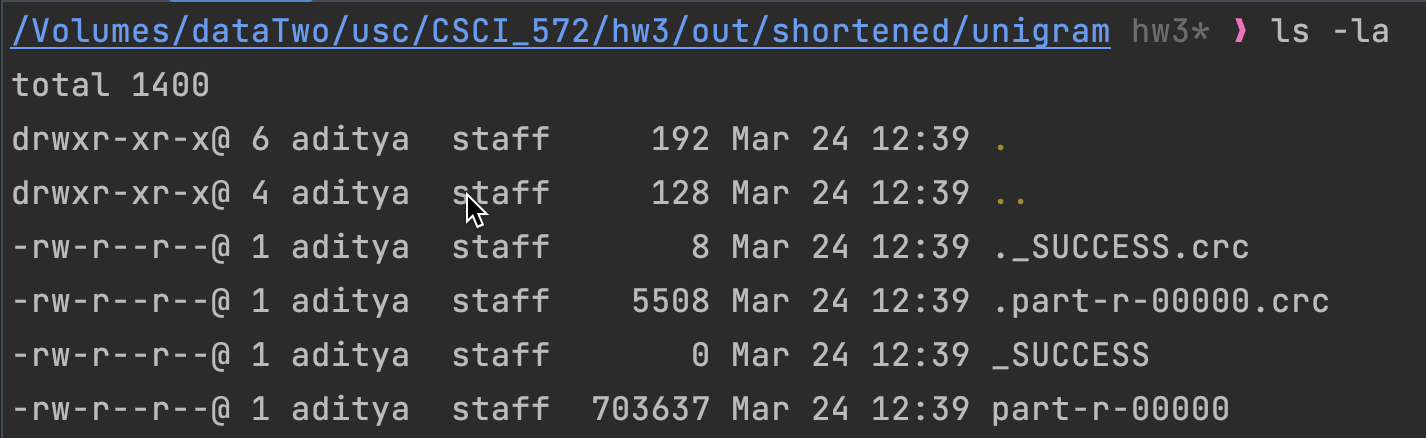 /Volumes/dataTwo/usc/CSCI_572/hw3/out/shortened/unigram hw3* ❯ ls -la
total 1400
drwxr-xr-x@ 6 aditya  staff     192 Mar 24 12:39 .
drwxr-xr-x@ 4 aditya  staff     128 Mar 24 12:39 ..
-rw-r--r--@ 1 aditya  staff       8 Mar 24 12:39 ._SUCCESS.crc
-rw-r--r--@ 1 aditya  staff    5508 Mar 24 12:39 .part-r-00000.crc
-rw-r--r--@ 1 aditya  staff       0 Mar 24 12:39 _SUCCESS
-rw-r--r--@ 1 aditya  staff  703637 Mar 24 12:39 part-r-00000